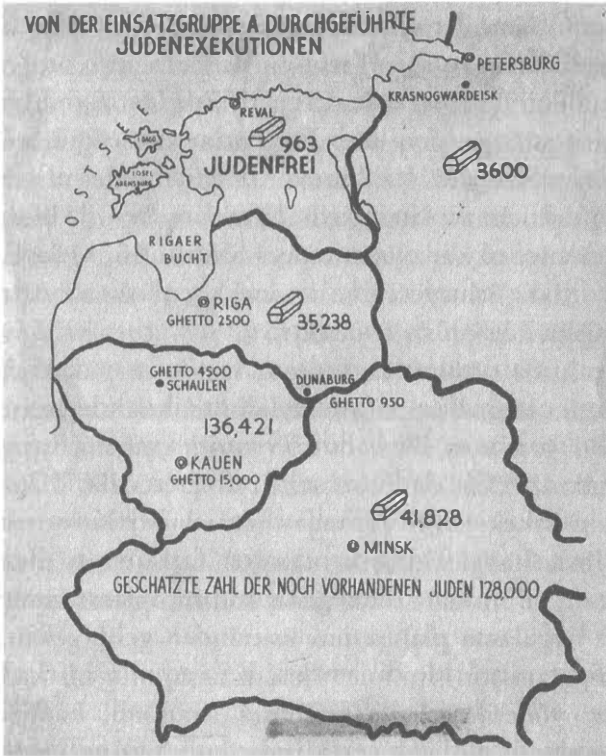 VON DER EINSATZGRUPPE A DURCHGEFÜHRTE
JUDENEXEKUTIONEN
PETERSBURG
KRASNOGWARDEISK
REVAL
963
JUDENFREI
3600
DAGÖ
ARENSBURG
RIGAER
BUCHT
RIGA
GHETTO 2500
35,238
GHETTO 4500
SCHAULEN
DUNABURG
GHETTO 950
136,421
KAUEN
GHETTO 15,000
41,828
MINSK
GESCHATZTE ZAHL DER NOCH VORHANDENEN JUDEN 128,000